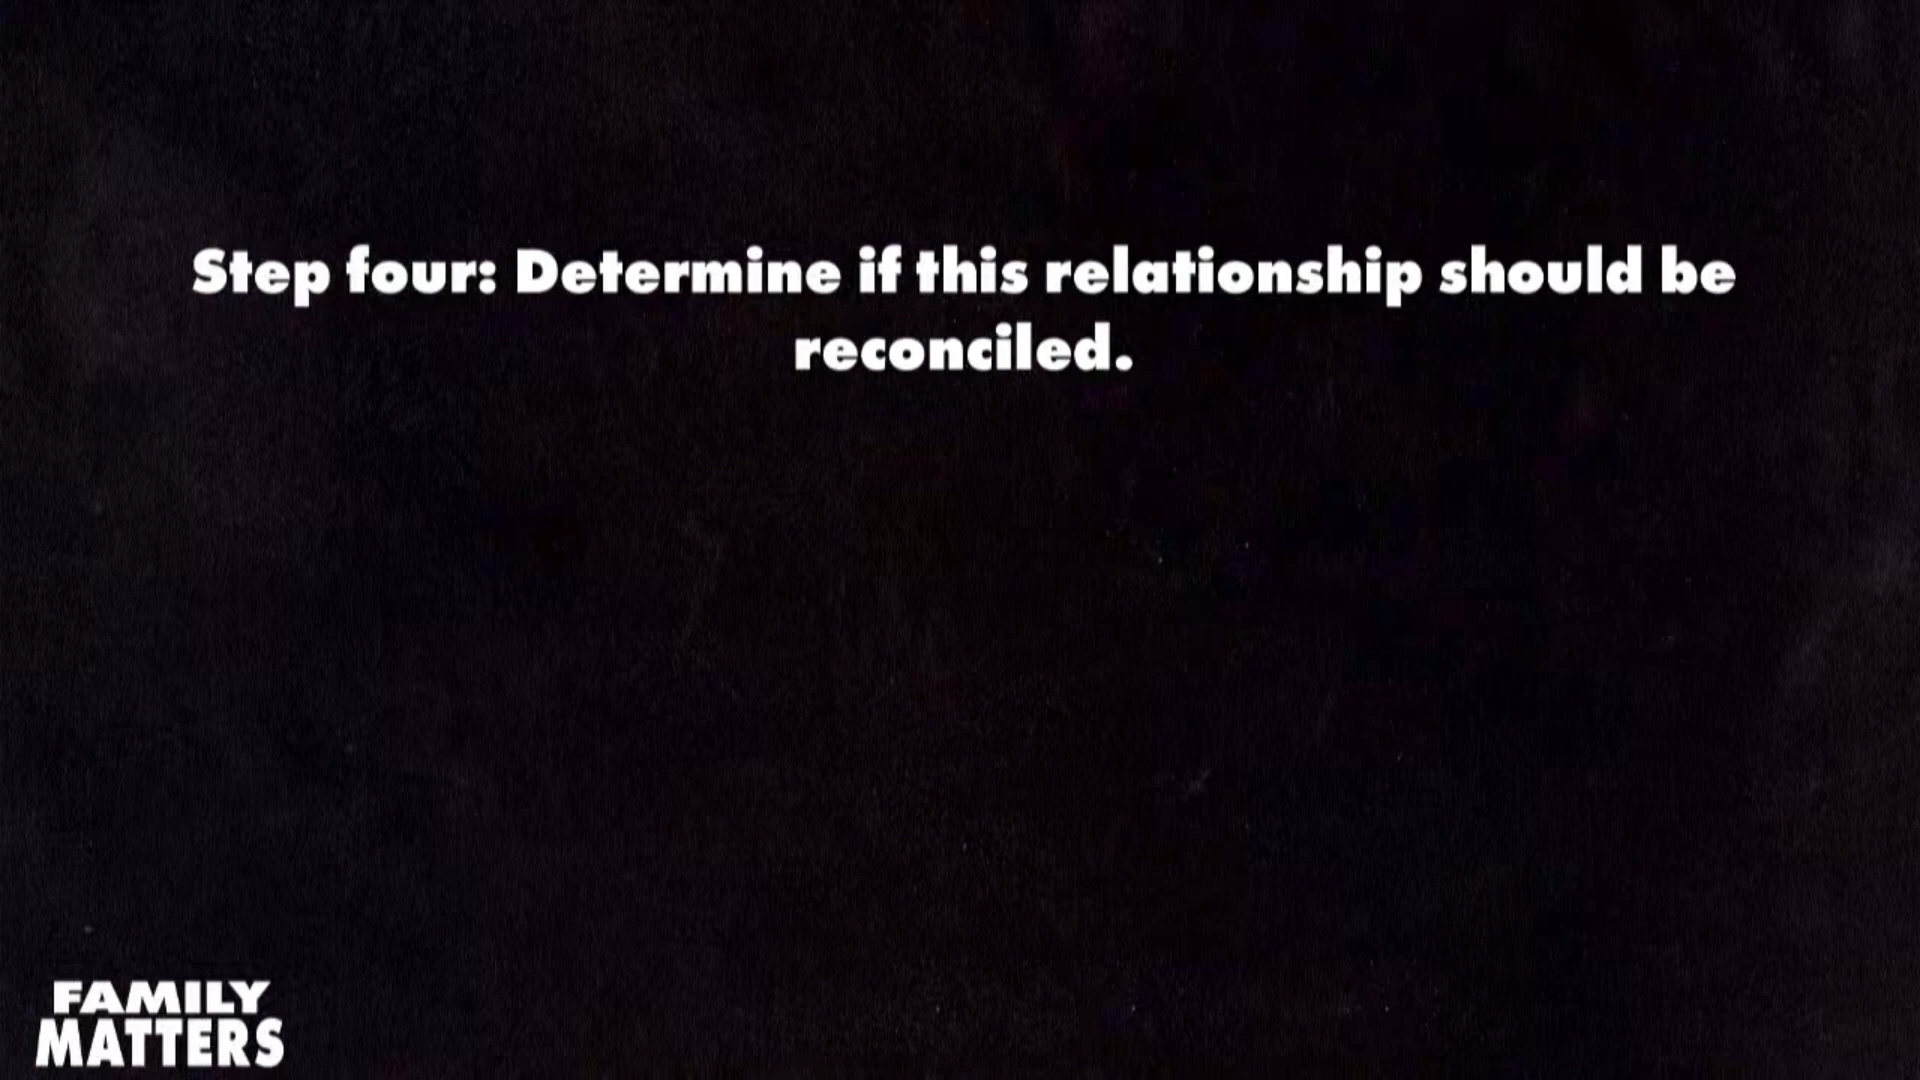 Step four: Determine if this relationship should be
reconciled.
FAMILY
MATTERS